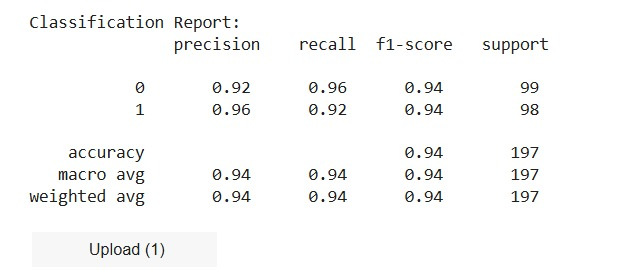 Classification Report:
precision recall f1-score support
0 0.92 0.96 0.94 99
1 0.96 0.92 0.94 98
accuracy 0.94 197
macro avg 0.94 0.94 0.94 197
weighted avg 0.94 0.94 0.94 197
Upload (1)